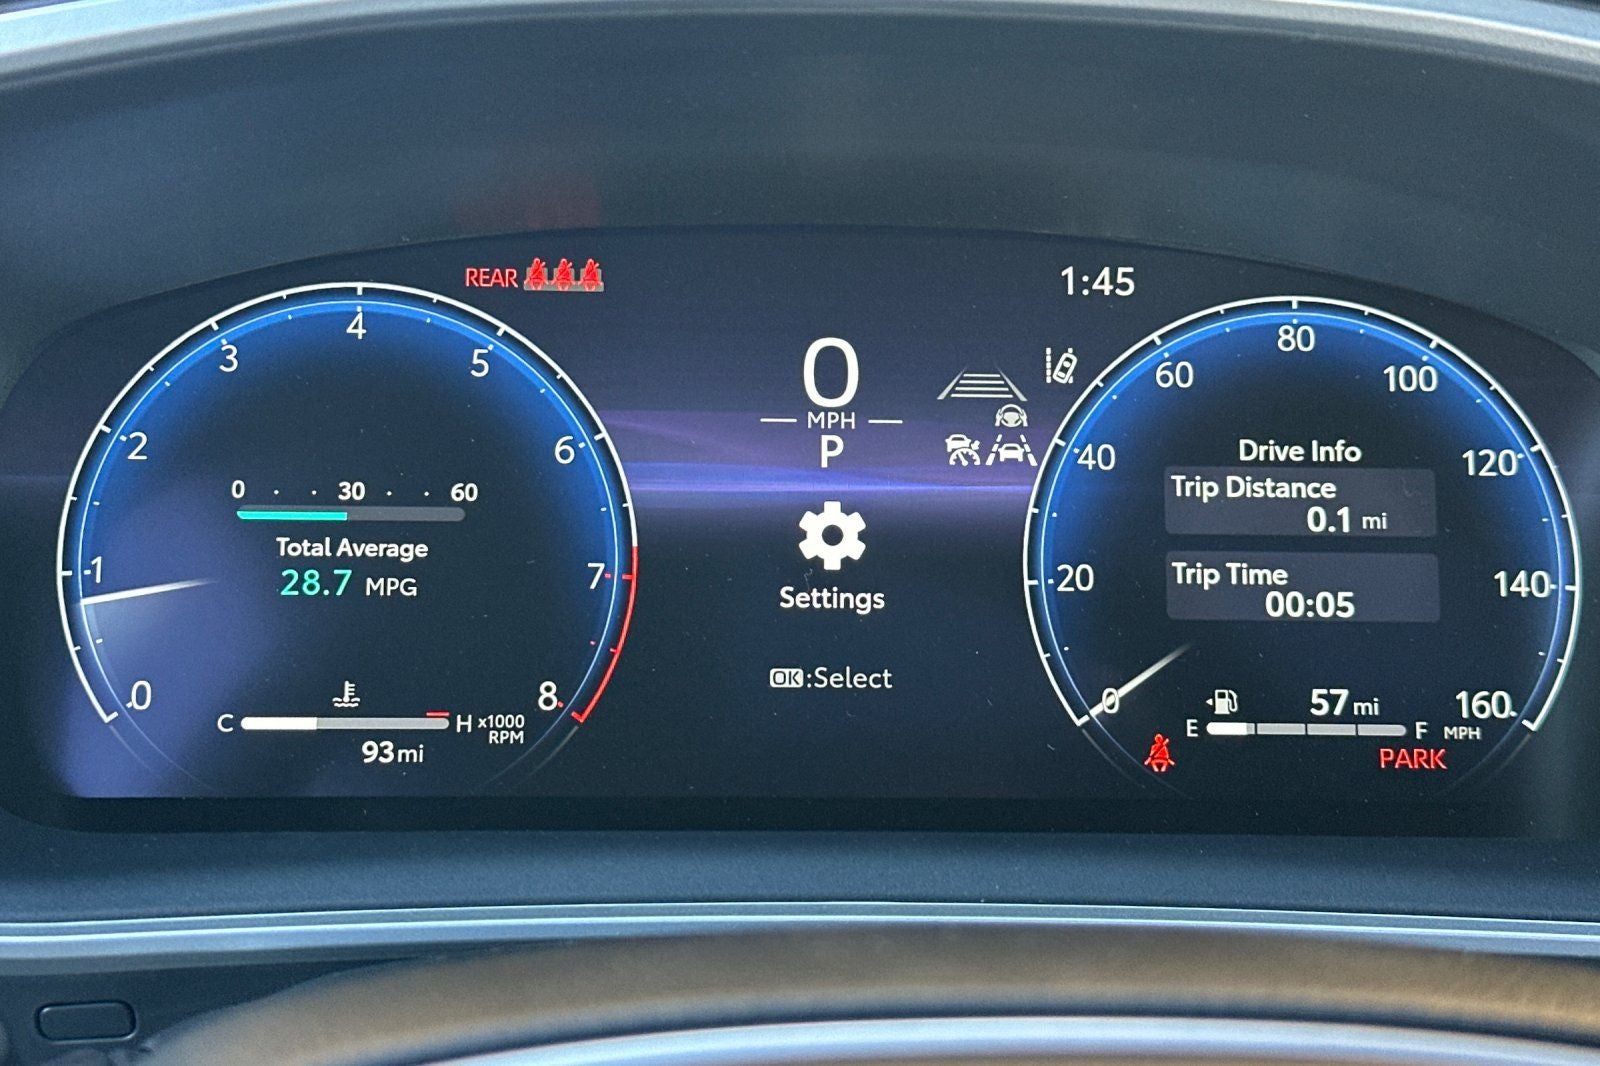 REAR
1:45
0 1 2 3 4 5 6 7 8
x1000
RPM
0 30 60
Total Average
28.7 MPG
C H
93 mi
0
MPH
P
Settings
OK:Select
0 20 40 60 80 100 120 140 160
MPH
Drive Info
Trip Distance
0.1 mi
Trip Time
00:05
57 mi
E F
PARK